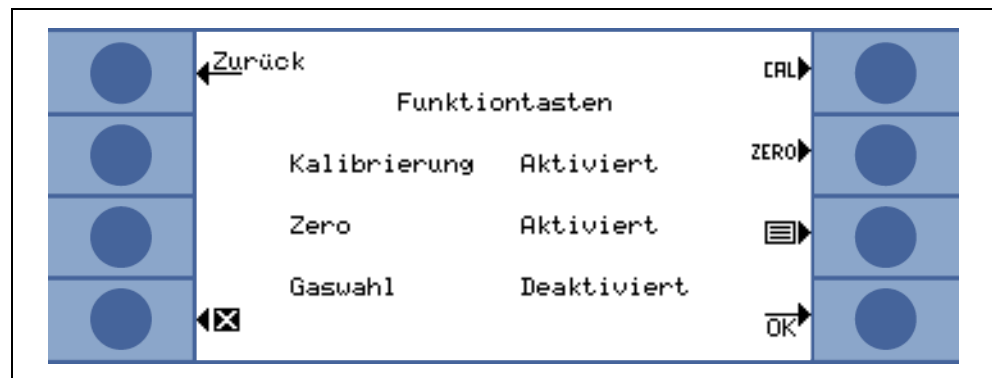 Zurück
CAL
Funktiontasten
Kalibrierung Aktiviert
ZERO
Zero Aktiviert
Gaswahl Deaktiviert
OK